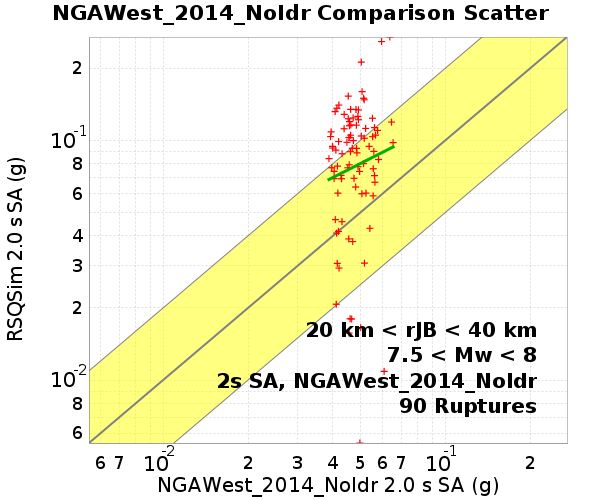 NGAWest_2014_NoIdr Comparison Scatter
2
10-1
8
6
4
3
2
10-2
8
6
RSQSim 2.0 s SA (g)
20 km < rJB < 40 km
7.5 < Mw < 8
2s SA, NGAWest_2014_NoIdr
90 Ruptures
6 7 10-2 2 3 4 5 6 7 10-1 2
NGAWest_2014_NoIdr 2.0 s SA (g)